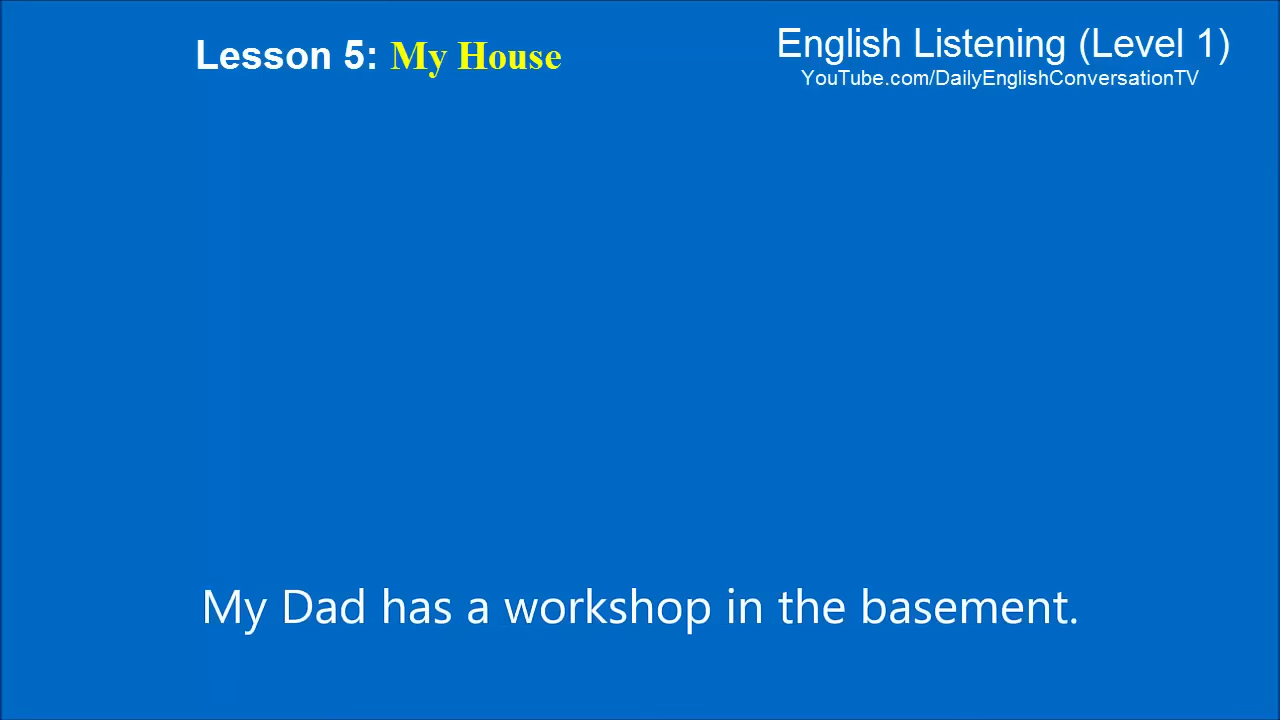 Lesson 5: My House
English Listening (Level 1)
YouTube.com/DailyEnglishConversationTV
My Dad has a workshop in the basement.